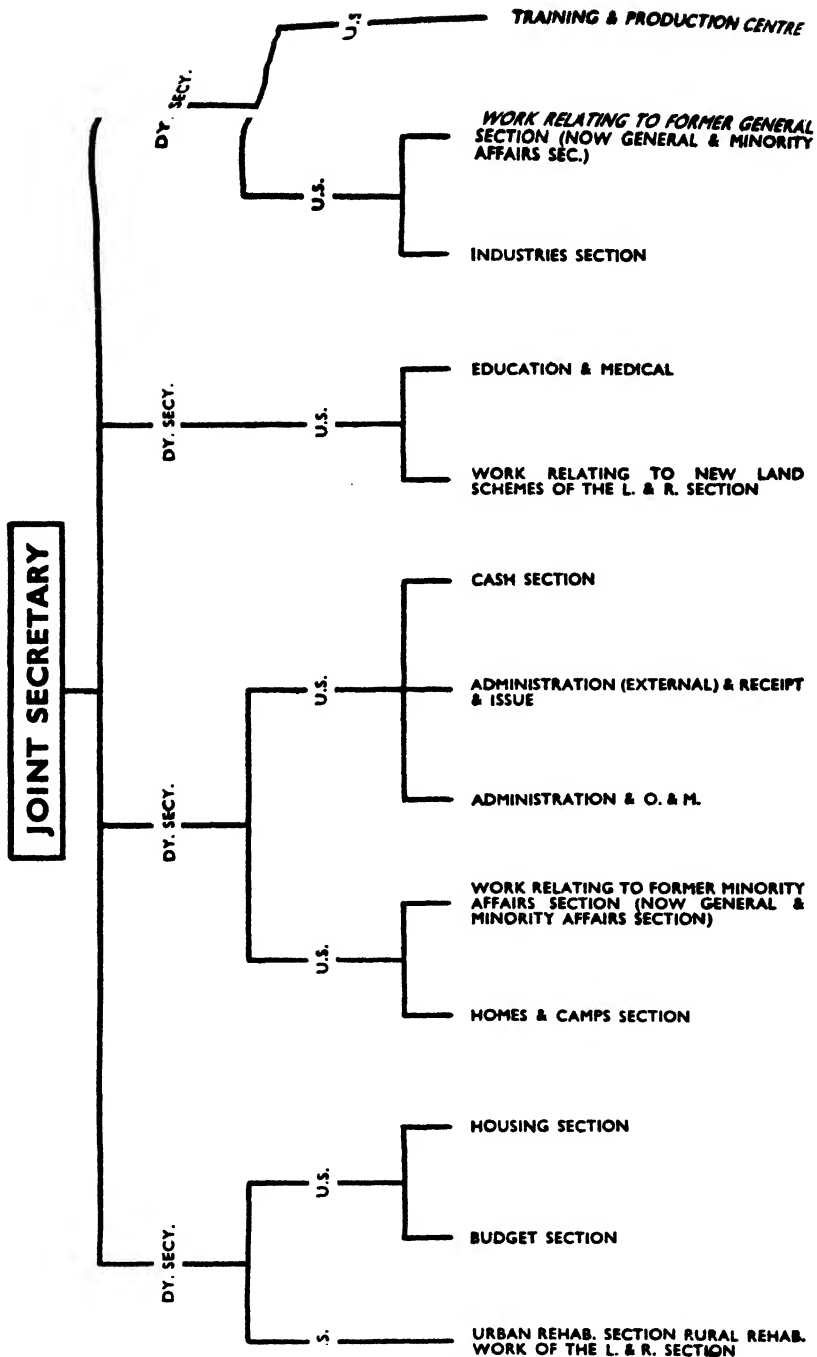 TRAINING & PRODUCTION CENTRE
U.S
DY. SECY.
WORK RELATING TO FORMER GENERAL
SECTION (NOW GENERAL & MINORITY
AFFAIRS SEC.)
U.S.
INDUSTRIES SECTION
EDUCATION & MEDICAL
DY. SECY.
U.S.
WORK RELATING TO NEW LAND
SCHEMES OF THE L. & R. SECTION
JOINT SECRETARY
CASH SECTION
U.S.
ADMINISTRATION (EXTERNAL) & RECEIPT
& ISSUE
ADMINISTRATION & O. & M.
DY. SECY.
WORK RELATING TO FORMER MINORITY
AFFAIRS SECTION (NOW GENERAL &
MINORITY AFFAIRS SECTION)
U.S.
HOMES & CAMPS SECTION
HOUSING SECTION
U.S.
BUDGET SECTION
DY. SECY.
S.
URBAN REHAB. SECTION RURAL REHAB.
WORK OF THE L. & R. SECTION